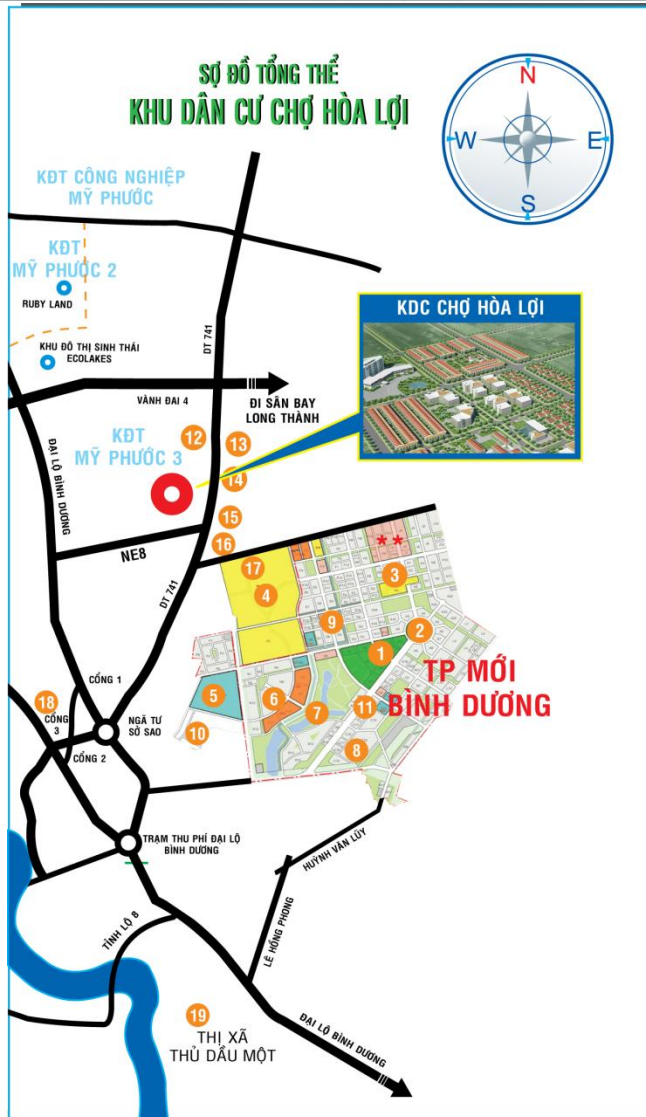 SỢ ĐỒ TỔNG THỂ
KHU DÂN CƯ CHỢ HÒA LỢI
N
W
E
S
KĐT CÔNG NGHIỆP
MỸ PHƯỚC
KĐT
MỸ PHƯỚC 2
RUBY LAND
KHU ĐÔ THỊ SINH THÁI
ECOLAKES
DT 741
KDC CHỢ HÒA LỢI
VÀNH ĐAI 4
ĐI SÂN BAY
LONG THÀNH
ĐẠI LỘ BÌNH DƯƠNG
KĐT
MỸ PHƯỚC 3
12
13
14
15
16
NE8
DT 741
17
4
**
3
9
2
1
TP MỚI
BÌNH DƯƠNG
5
6
7
11
8
10
CỔNG 1
18
CỔNG
3
NGÃ TƯ
SỞ SAO
CỔNG 2
TRẠM THU PHÍ ĐẠI LỘ
BÌNH DƯƠNG
HUỲNH VĂN LŨY
LÊ HỒNG PHONG
TỈNH LỘ 8
19
THỊ XÃ
THỦ DẦU MỘT
ĐẠI LỘ BÌNH DƯƠNG